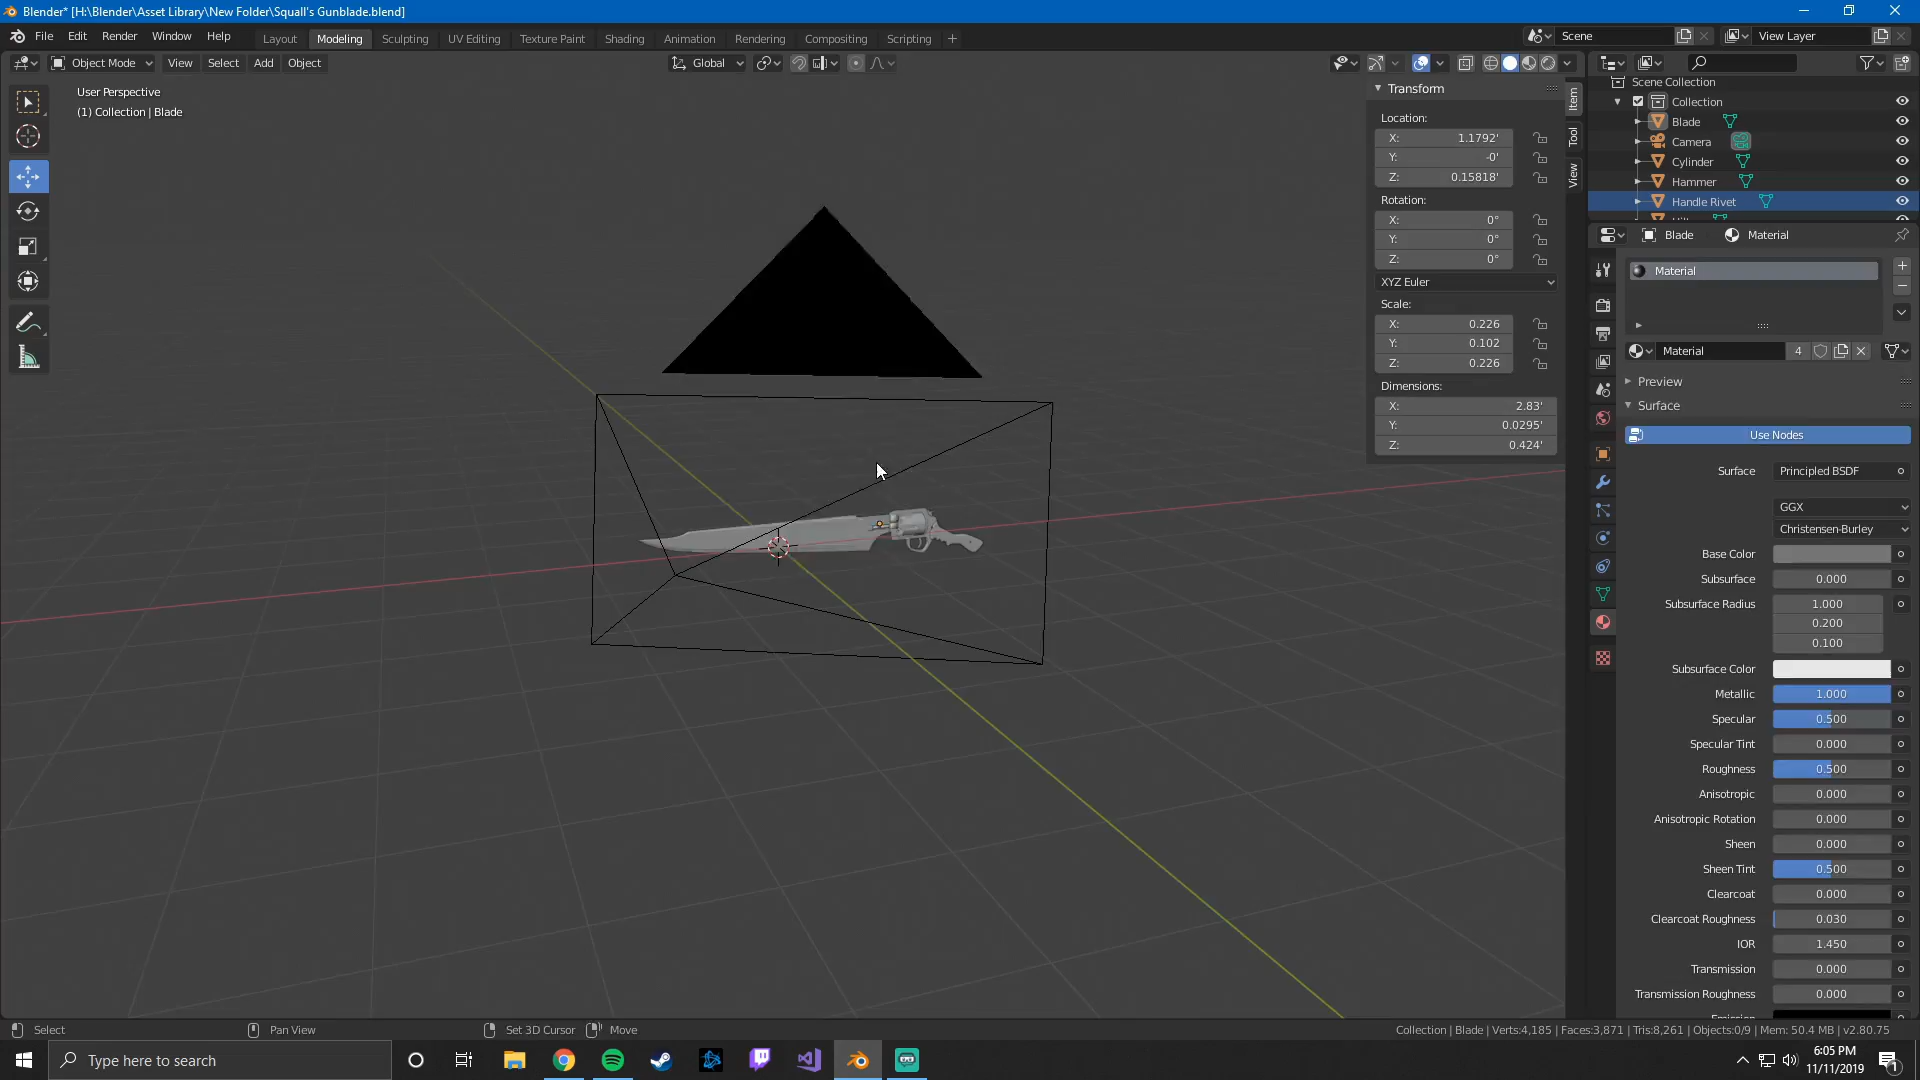 Blender* [H:\Blender\Asset Library\New Folder\Squall's Gunblade.blend]
File Edit Render Window Help
Layout Modeling Sculpting UV Editing Texture Paint Shading Animation Rendering Compositing Scripting
Scene
View Layer
Object Mode View Select Add Object
Global
User Perspective
(1) Collection | Blade
Transform
Location:
X: 1.1792'
Y: -0'
Z: 0.15818'
Rotation:
X: 0°
Y: 0°
Z: 0°
XYZ Euler
Scale:
X: 0.226
Y: 0.102
Z: 0.226
Dimensions:
X: 2.83'
Y: 0.0295'
Z: 0.424'
Item
Tool
View
Scene Collection
Collection
Blade
Camera
Cylinder
Hammer
Handle Rivet
Blade Material
Material
Material 4
Preview
Surface
Use Nodes
Surface Principled BSDF
GGX
Christensen-Burley
Base Color
Subsurface 0.000
Subsurface Radius 1.000
0.200
0.100
Subsurface Color
Metallic 1.000
Specular 0.500
Specular Tint 0.000
Roughness 0.500
Anisotropic 0.000
Anisotropic Rotation 0.000
Sheen 0.000
Sheen Tint 0.500
Clearcoat 0.000
Clearcoat Roughness 0.030
IOR 1.450
Transmission 0.000
Transmission Roughness 0.000
Select
Pan View
Set 3D Cursor
Move
Collection | Blade | Verts:4,185 | Faces:3,871 | Tris:8,261 | Objects:0/9 | Mem: 50.4 MB | v2.80.75
Type here to search
6:05 PM
11/11/2019
1